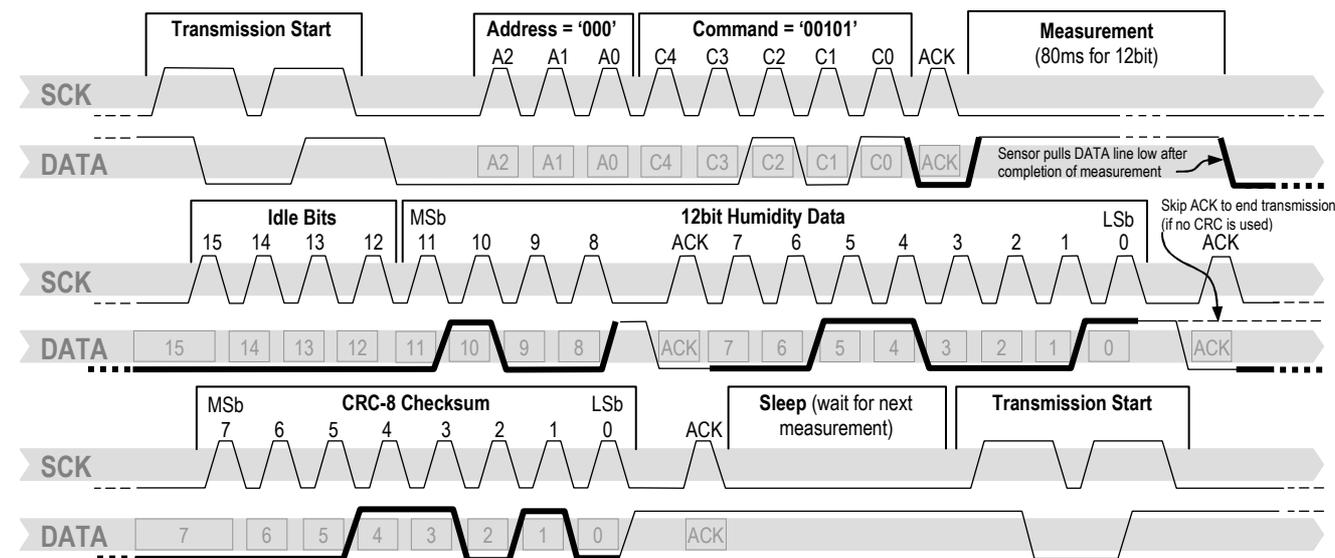 Transmission Start
Address = ‘000’
Command = ‘00101’
Measurement
(80ms for 12bit)
A2 A1 A0 C4 C3 C2 C1 C0 ACK
SCK
DATA
A2 A1 A0 C4 C3 C2 C1 C0 ACK
Sensor pulls DATA line low after
completion of measurement
Skip ACK to end transmission
(if no CRC is used)
Idle Bits
MSb
12bit Humidity Data
LSb
15 14 13 12 11 10 9 8 ACK 7 6 5 4 3 2 1 0 ACK
SCK
DATA
15 14 13 12 11 10 9 8 ACK 7 6 5 4 3 2 1 0 ACK
MSb
CRC-8 Checksum
LSb
Sleep (wait for next
measurement)
Transmission Start
7 6 5 4 3 2 1 0 ACK
SCK
DATA
7 6 5 4 3 2 1 0 ACK